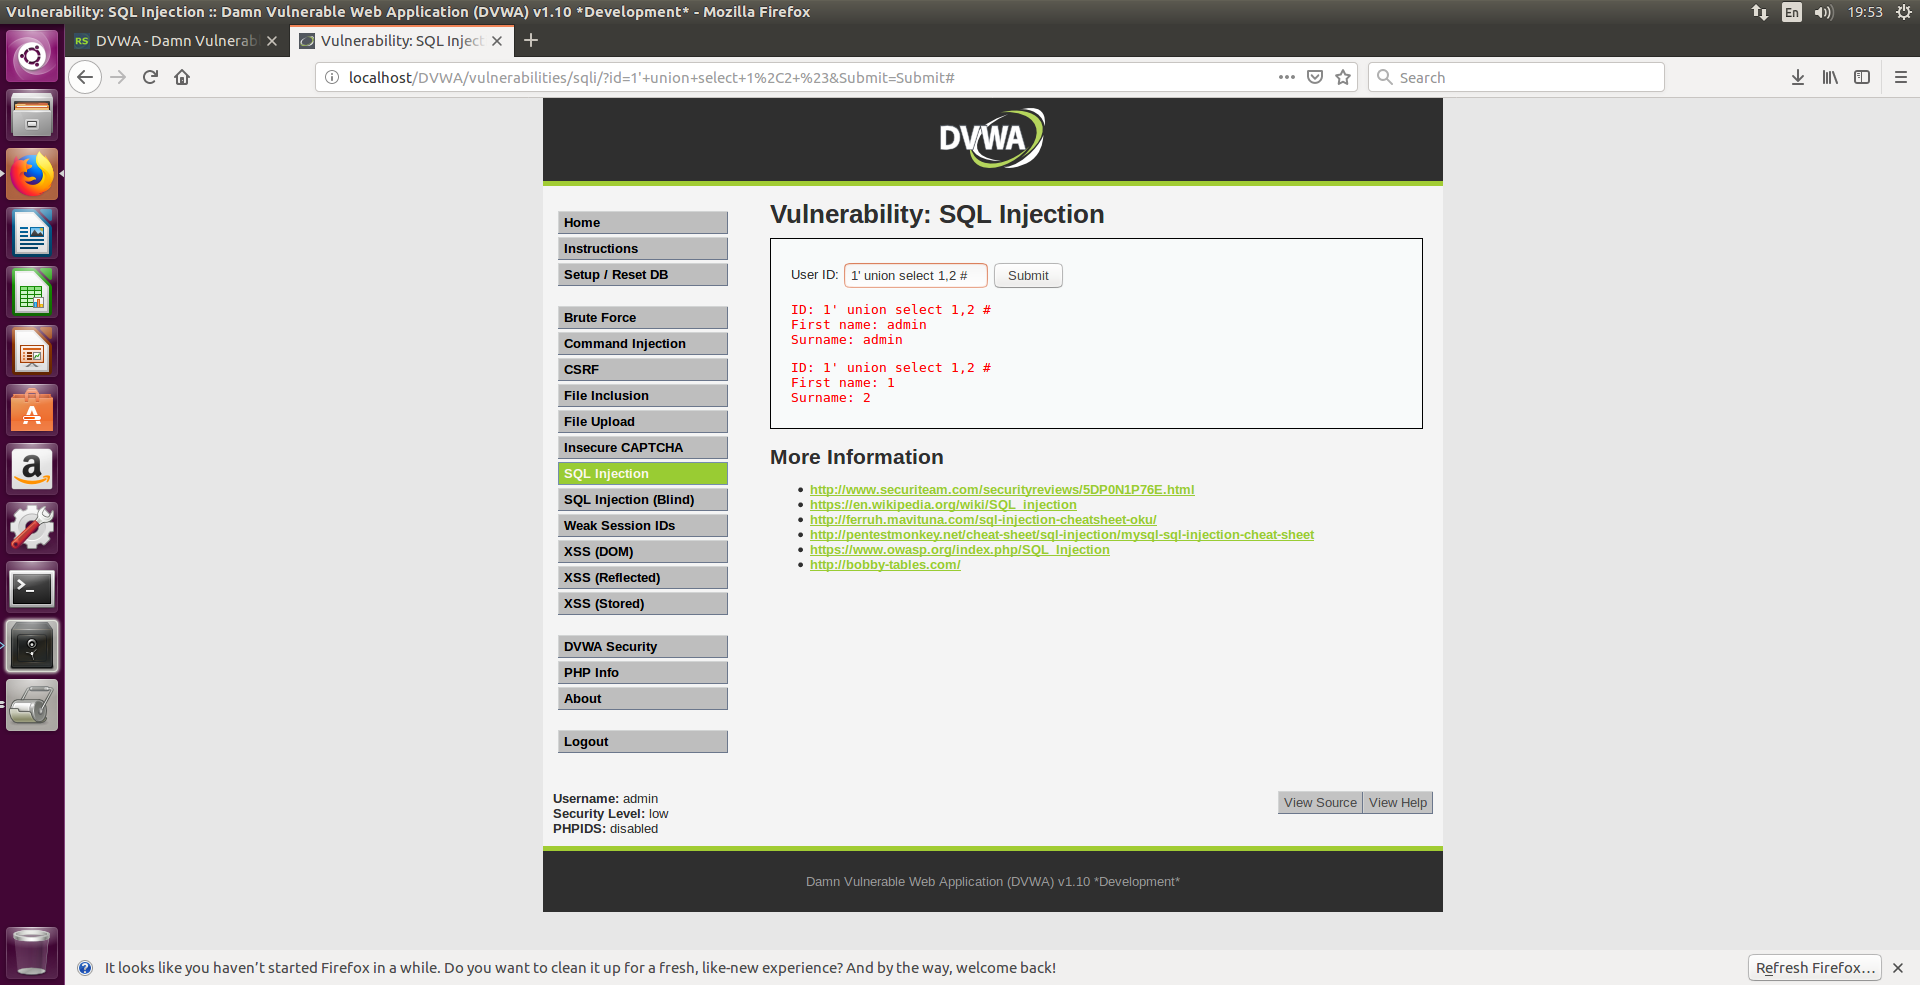 Vulnerability: SQL Injection :: Damn Vulnerable Web Application (DVWA) v1.10 *Development* - Mozilla Firefox
En
19:53
RS DVWA - Damn Vulnerab
Vulnerability: SQL Inject
localhost/DVWA/vulnerabilities/sqli/?id=1'+union+select+1%2C2+%23&Submit=Submit#
Search
DVWA
Home
Instructions
Setup / Reset DB
Brute Force
Command Injection
CSRF
File Inclusion
File Upload
Insecure CAPTCHA
SQL Injection
SQL Injection (Blind)
Weak Session IDs
XSS (DOM)
XSS (Reflected)
XSS (Stored)
DVWA Security
PHP Info
About
Logout
Vulnerability: SQL Injection
User ID: 1' union select 1,2 # Submit
ID: 1' union select 1,2 #
First name: admin
Surname: admin
ID: 1' union select 1,2 #
First name: 1
Surname: 2
More Information
http://www.securiteam.com/securityreviews/5DP0N1P76E.html
https://en.wikipedia.org/wiki/SQL_injection
http://ferruh.mavituna.com/sql-injection-cheatsheet-oku/
http://pentestmonkey.net/cheat-sheet/sql-injection/mysql-sql-injection-cheat-sheet
https://www.owasp.org/index.php/SQL_Injection
http://bobby-tables.com/
Username: admin
Security Level: low
PHPIDS: disabled
View Source View Help
Damn Vulnerable Web Application (DVWA) v1.10 *Development*
It looks like you haven't started Firefox in a while. Do you want to clean it up for a fresh, like-new experience? And by the way, welcome back!
Refresh Firefox…